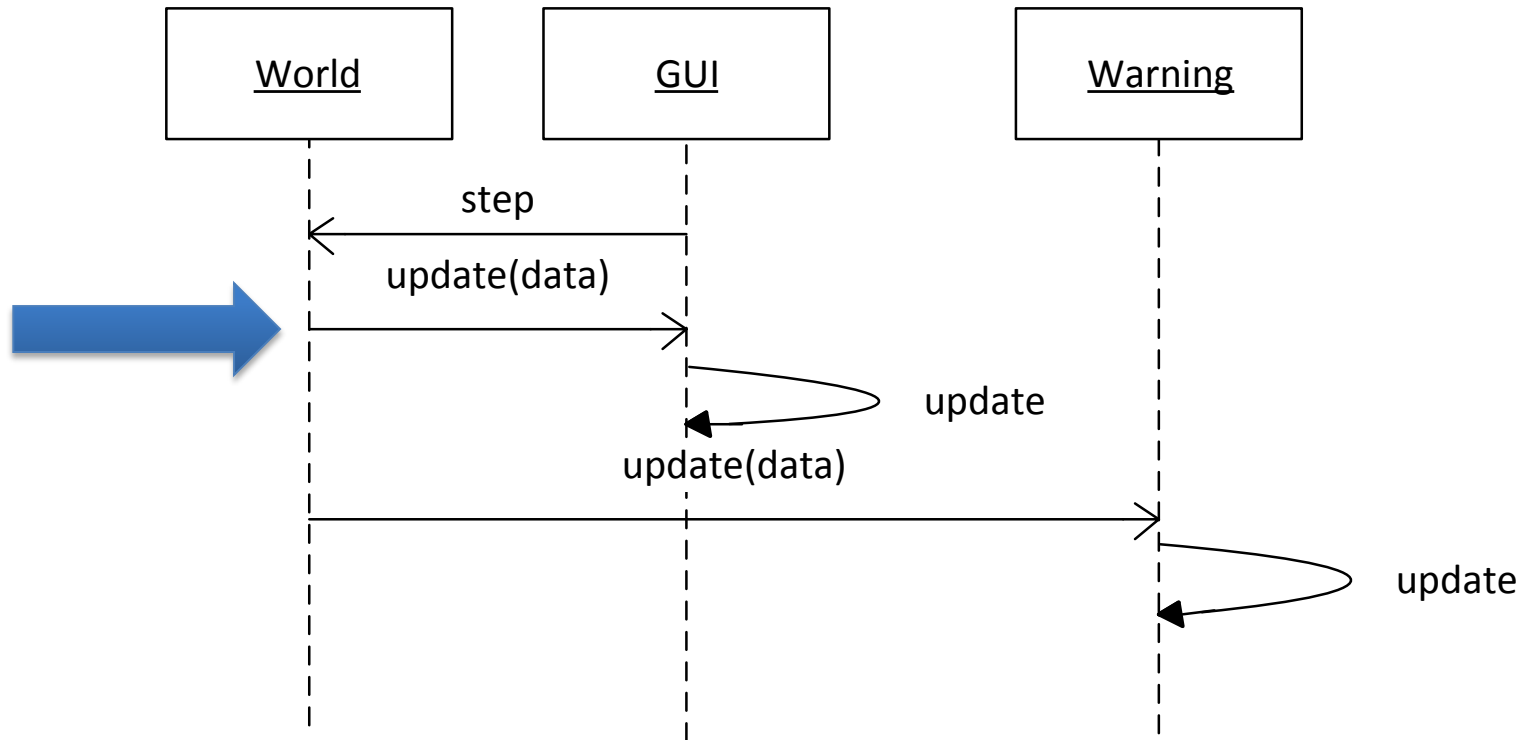 World
GUI
Warning
step
update(data)
update
update(data)
update